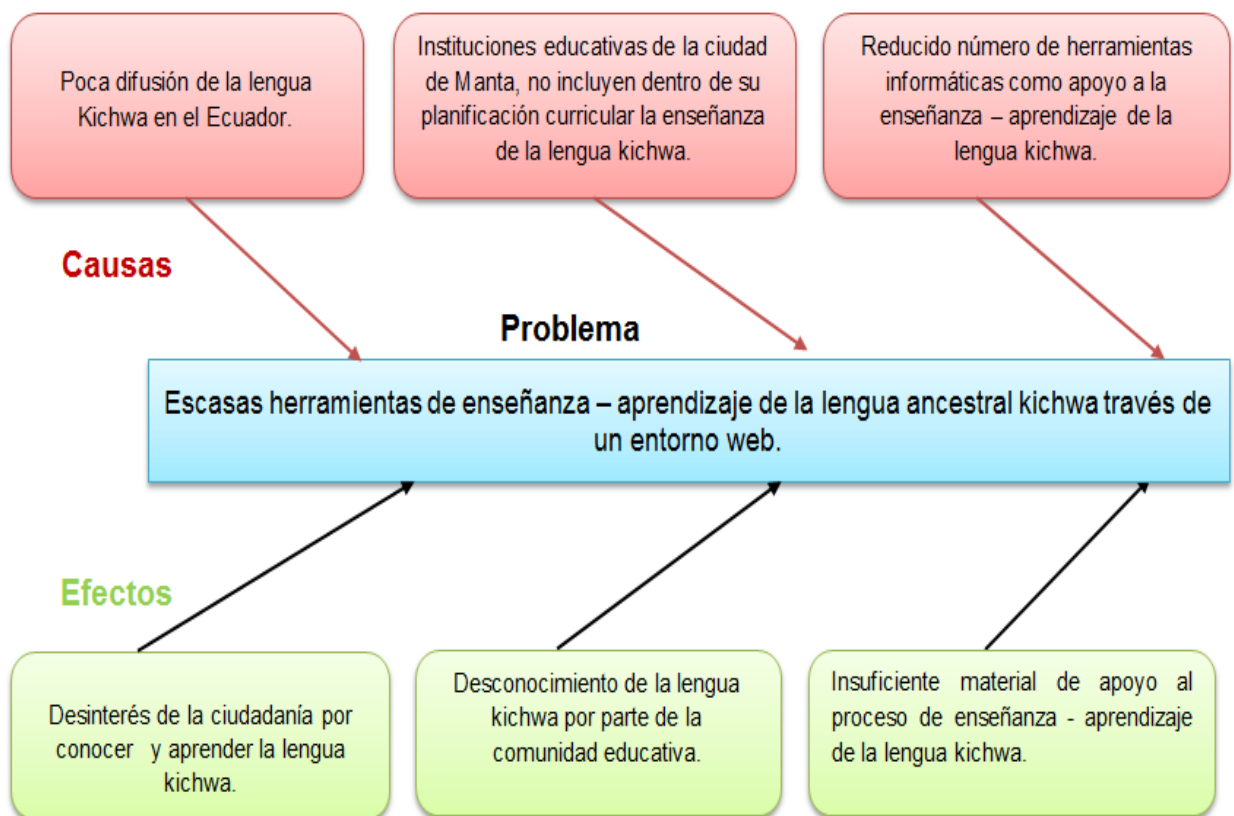 Poca difusión de la lengua
Kichwa en el Ecuador.
Instituciones educativas de la ciudad
de Manta, no incluyen dentro de su
planificación curricular la enseñanza
de la lengua kichwa.
Reducido número de herramientas
informáticas como apoyo a la
enseñanza – aprendizaje de la
lengua kichwa.
Causas
Problema
Escasas herramientas de enseñanza – aprendizaje de la lengua ancestral kichwa través de
un entorno web.
Efectos
Desinterés de la ciudadanía por
conocer y aprender la lengua
kichwa.
Desconocimiento de la lengua
kichwa por parte de la
comunidad educativa.
Insuficiente material de apoyo al
proceso de enseñanza - aprendizaje
de la lengua kichwa.